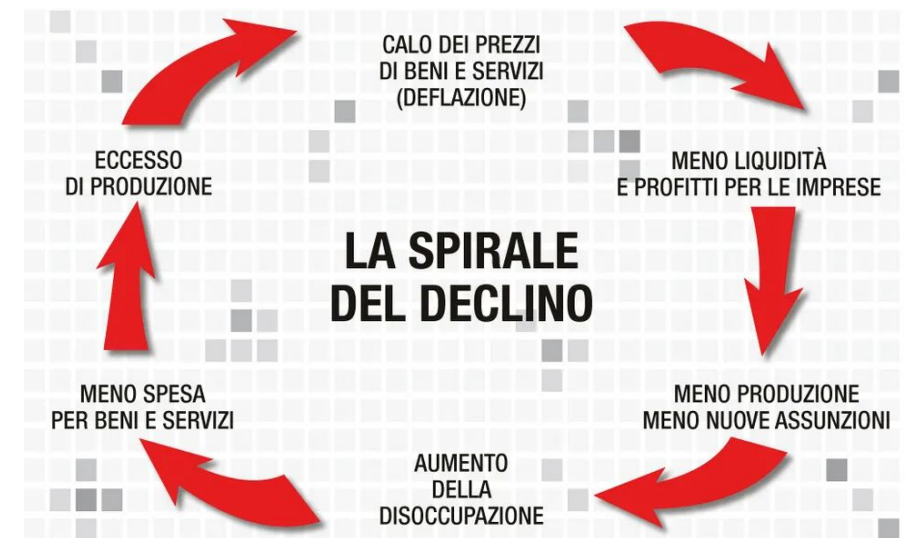 CALO DEI PREZZI
DI BENI E SERVIZI
(DEFLAZIONE)
MENO LIQUIDITÀ
E PROFITTI PER LE IMPRESE
MENO PRODUZIONE
MENO NUOVE ASSUNZIONI
AUMENTO
DELLA
DISOCCUPAZIONE
MENO SPESA
PER BENI E SERVIZI
ECCESSO
DI PRODUZIONE
LA SPIRALE
DEL DECLINO